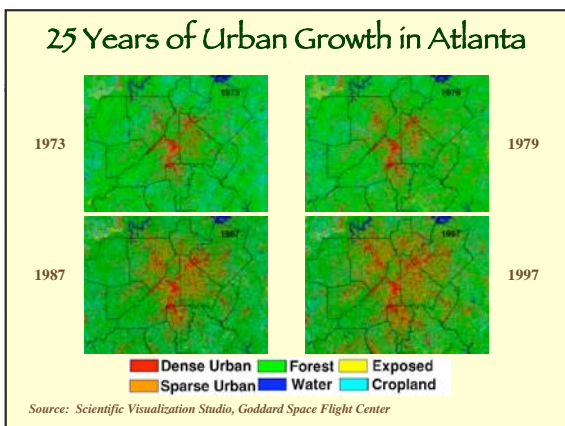 25 Years of Urban Growth in Atlanta
1973
1979
1973
1979
1987
1997
1987
1997
Dense Urban Forest Exposed
Sparse Urban Water Cropland
Source: Scientific Visualization Studio, Goddard Space Flight Center